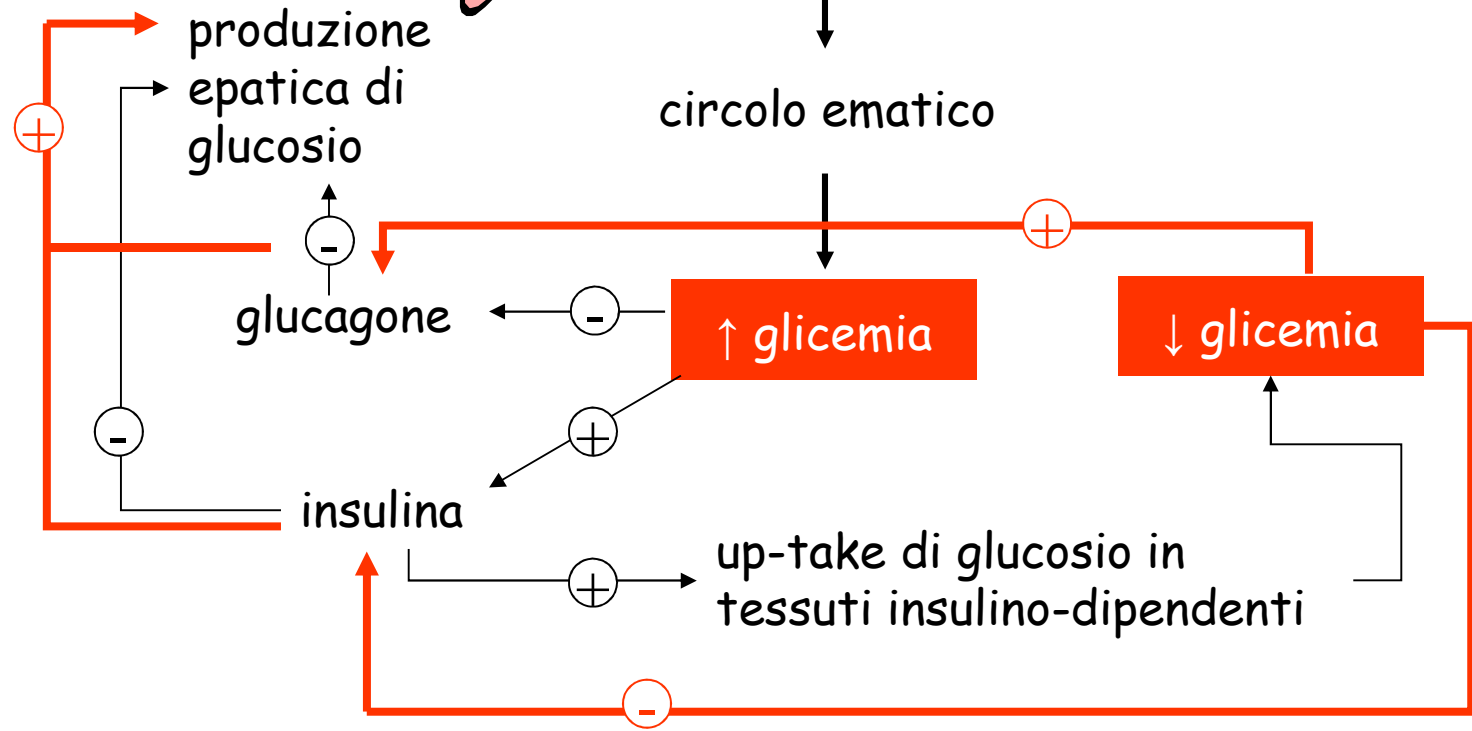 produzione
epatica di
glucosio
circolo ematico
+
-
+
glucagone
-
↑ glicemia
↓ glicemia
-
+
insulina
+
up-take di glucosio in
tessuti insulino-dipendenti
-